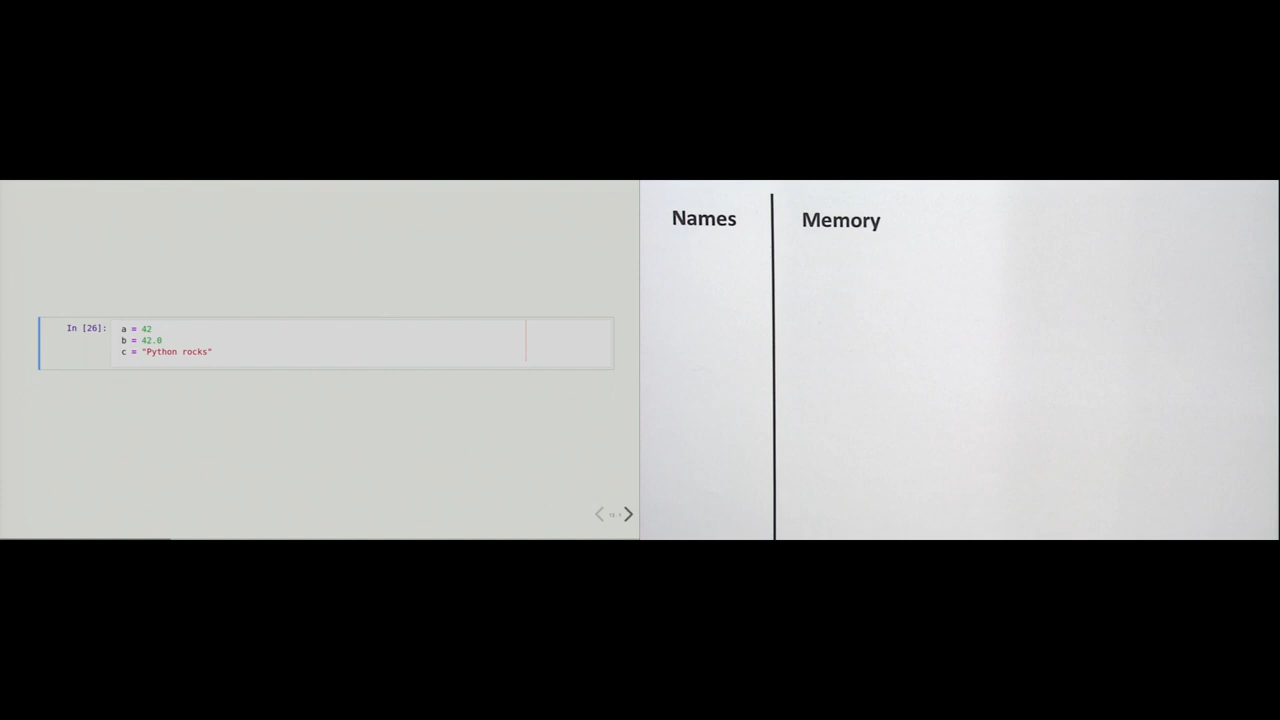 In [26]:
a = 42
b = 42.0
c = "Python rocks"
Names
Memory